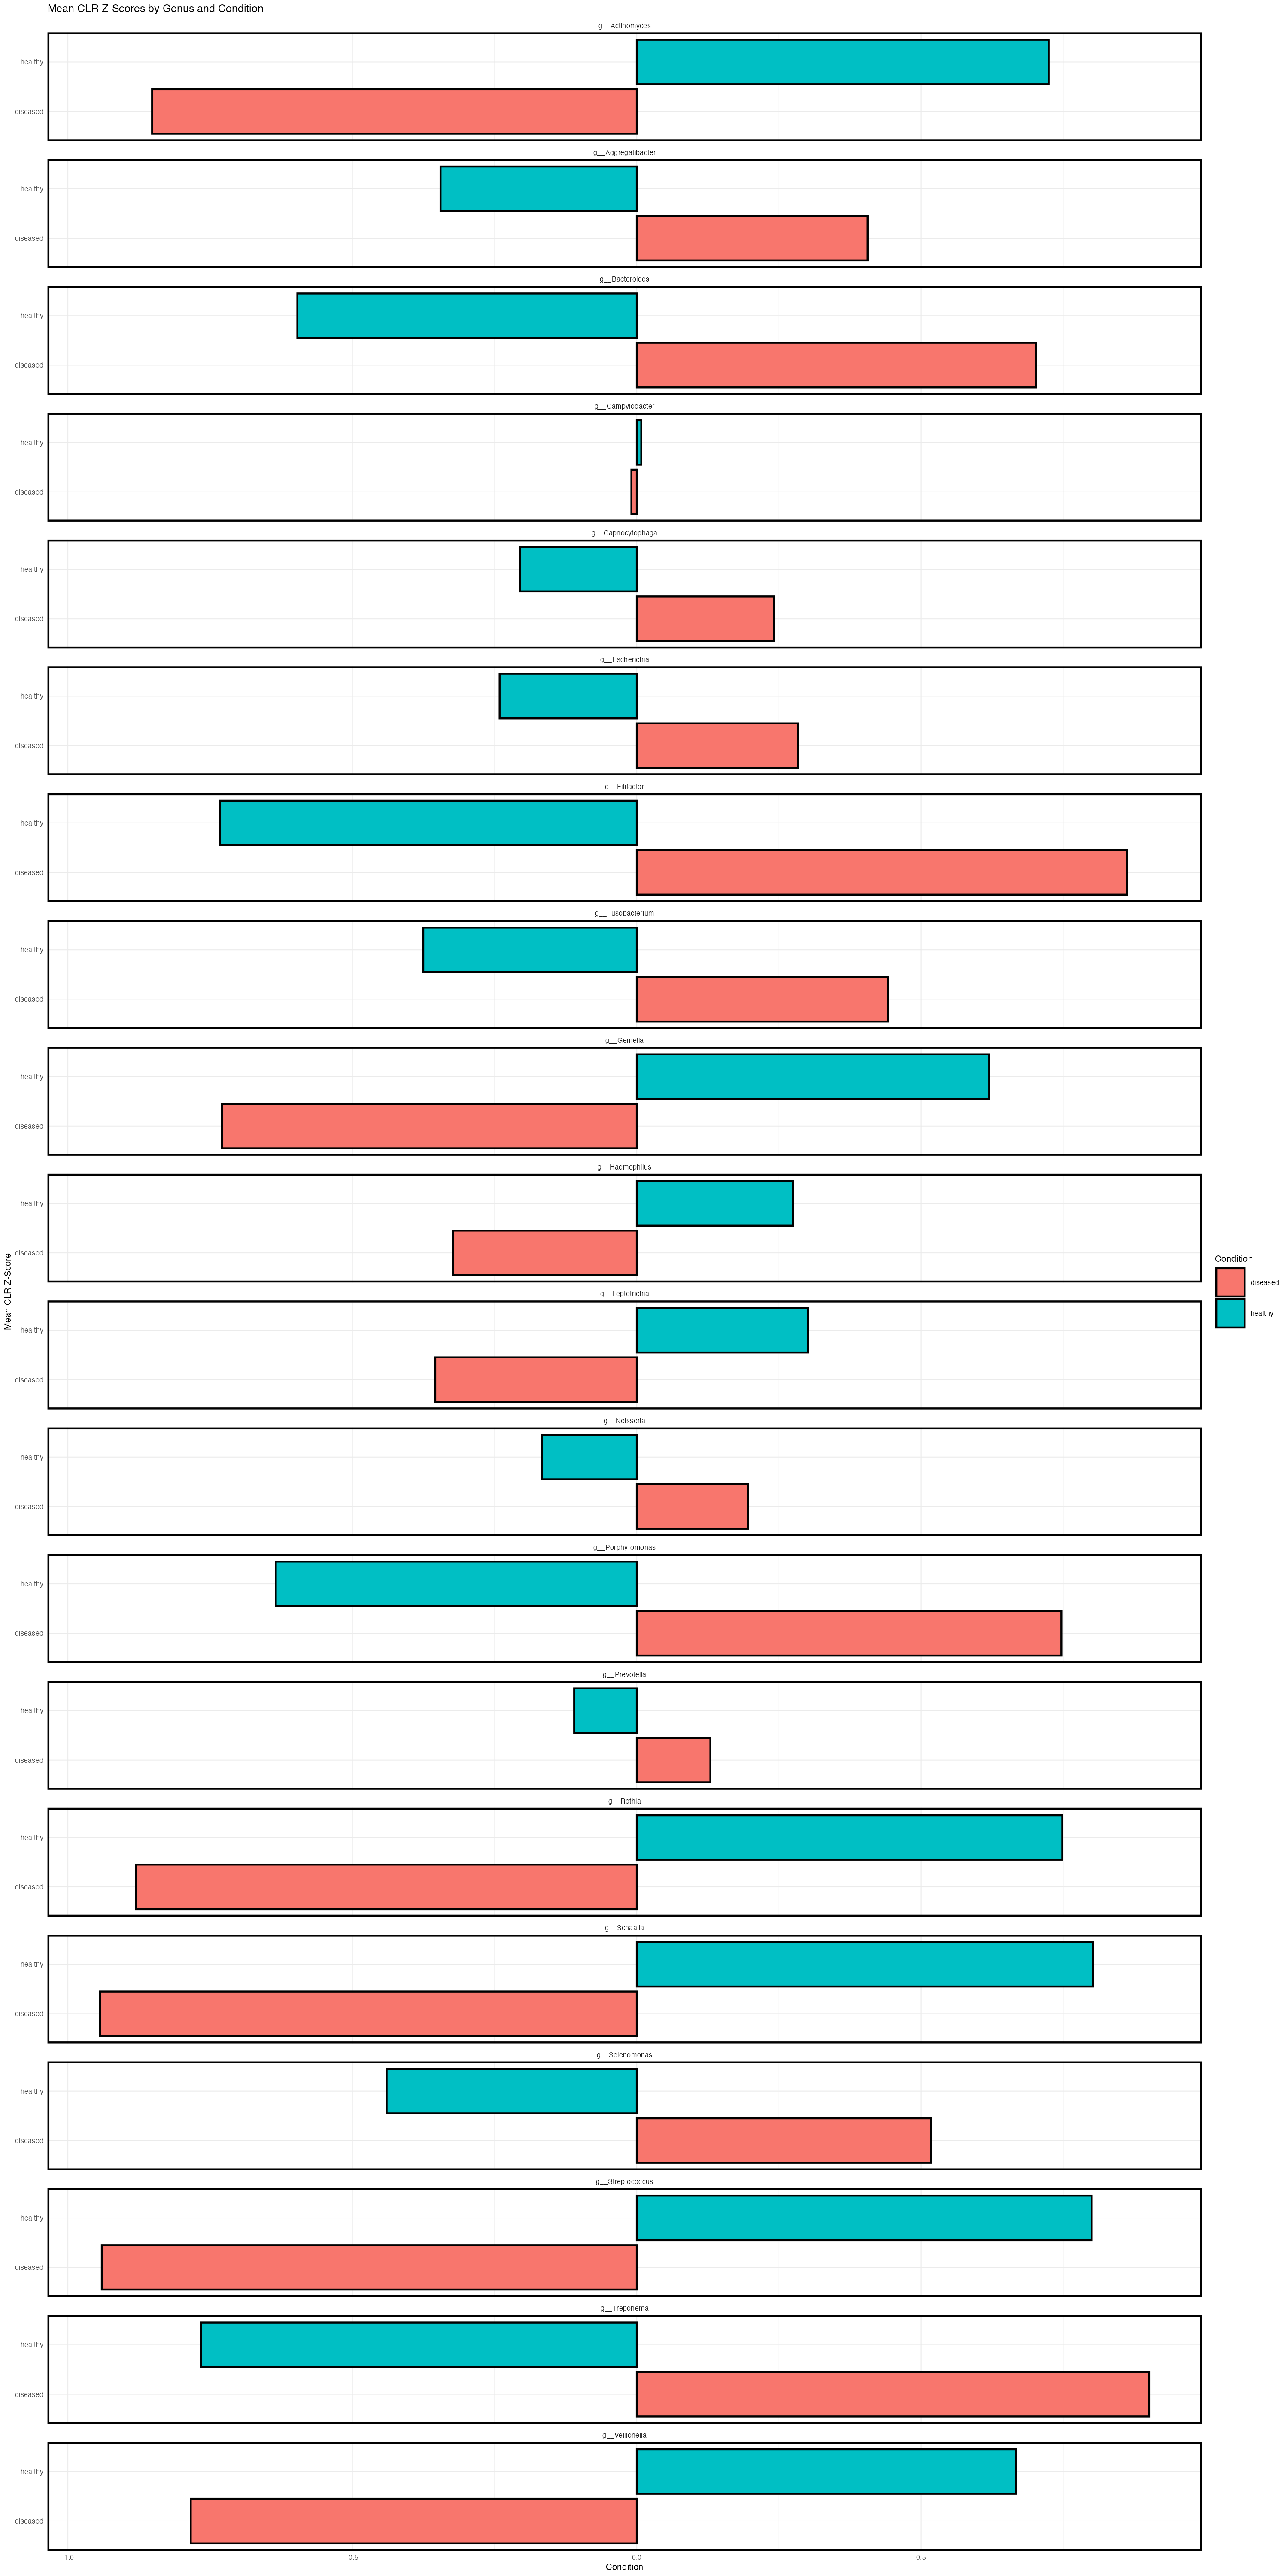 Mean CLR Z-Scores by Genus and Condition
g__Actinomyces
healthy
diseased
g__Aggregatibacter
healthy
diseased
g__Bacteroides
healthy
diseased
g__Campylobacter
healthy
diseased
g__Capnocytophaga
healthy
diseased
g__Escherichia
healthy
diseased
g__Filifactor
healthy
diseased
g__Fusobacterium
healthy
diseased
g__Gemella
healthy
diseased
g__Haemophilus
healthy
diseased
g__Leptotrichia
healthy
diseased
g__Neisseria
healthy
diseased
g__Porphyromonas
healthy
diseased
g__Prevotella
healthy
diseased
g__Rothia
healthy
diseased
g__Schaalia
healthy
diseased
g__Selenomonas
healthy
diseased
g__Streptococcus
healthy
diseased
g__Treponema
healthy
diseased
g__Veillonella
healthy
diseased
-1.0 -0.5 0.0 0.5
Condition
Mean CLR Z-Score
Condition
diseased
healthy